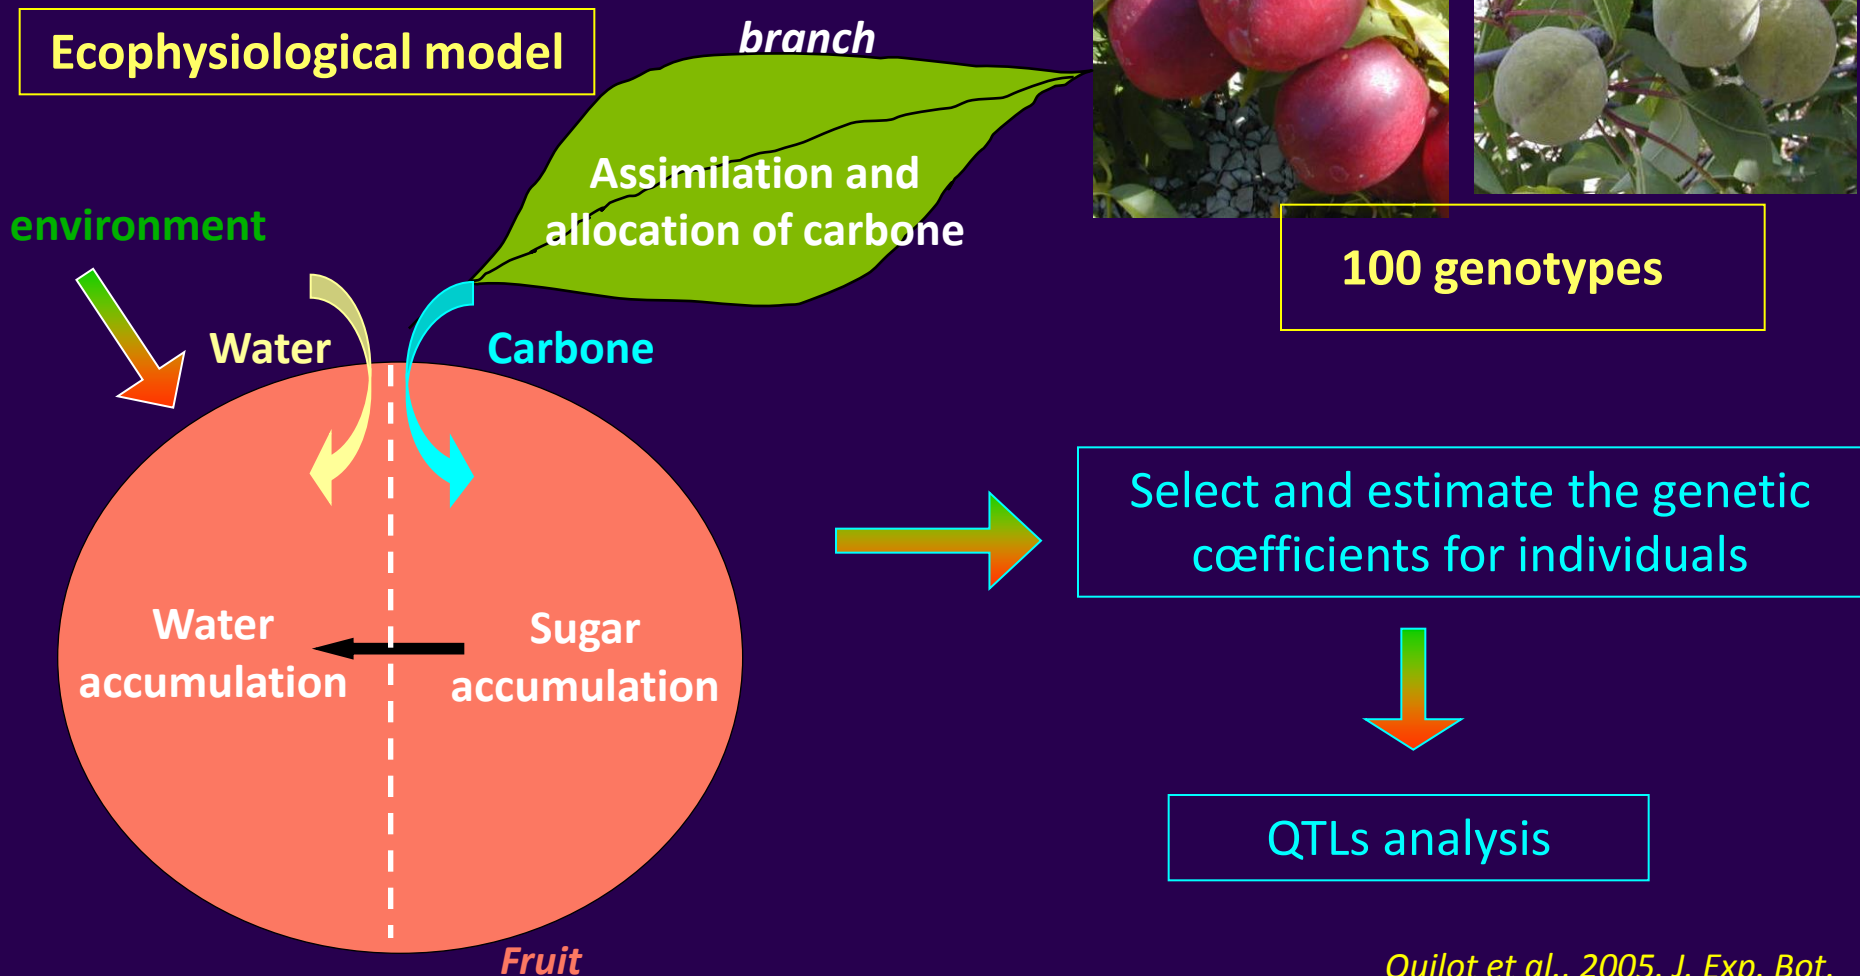 Ecophysiological model
branch
Assimilation and
allocation of carbone
environment
100 genotypes
Water
Carbone
Select and estimate the genetic
cœfficients for individuals
Water
accumulation
Sugar
accumulation
QTLs analysis
Fruit
Quilot et al., 2005, J. Exp. Bot.